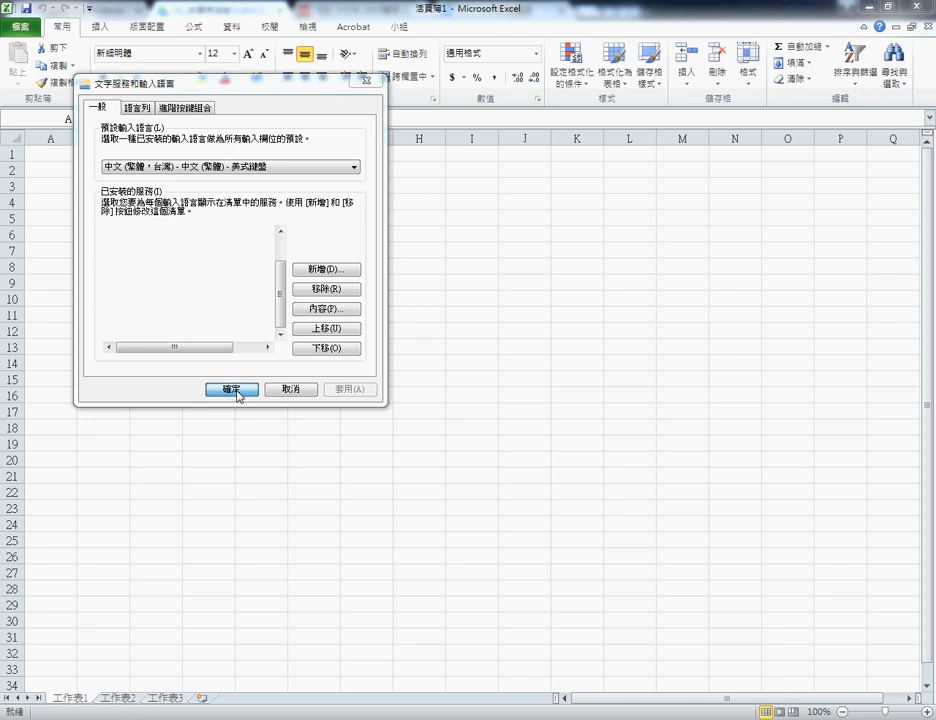 活頁簿1 - Microsoft Excel
檔案 常用 插入 版面配置 公式 資料 校閱 檢視 Acrobat 小組
剪下 新細明體 12 自動換列 通用格式 設定格式化的條件 格式化為表格 儲存格樣式 插入 刪除 格式 自動加總 排序與篩選 尋找與選取
貼上 複製 跨欄置中 $ % , 填滿
複製格 清除
剪貼簿 數值 樣式 儲存格 編輯
文字服務和輸入語言
一般 語言列 進階按鍵組合
預設輸入語言(L)
選取一種已安裝的輸入語言做為所有輸入欄位的預設。
中文 (繁體，台灣) - 中文 (繁體) - 美式鍵盤
已安裝的服務(I)
選取您要為每個輸入語言顯示在清單中的服務。使用 [新增] 和 [移
除] 按鈕修改這個清單。
新增(D)...
移除(R)
內容(P)...
上移(U)
下移(O)
確定 取消 套用(A)
A
A H I J K L M N O P Q
1
2
3
4
5
6
7
8
9
10
11
12
13
14
15
16
17
18
19
20
21
22
23
24
25
26
27
28
29
30
31
32
33
34
工作表1 工作表2 工作表3
就緒 100%